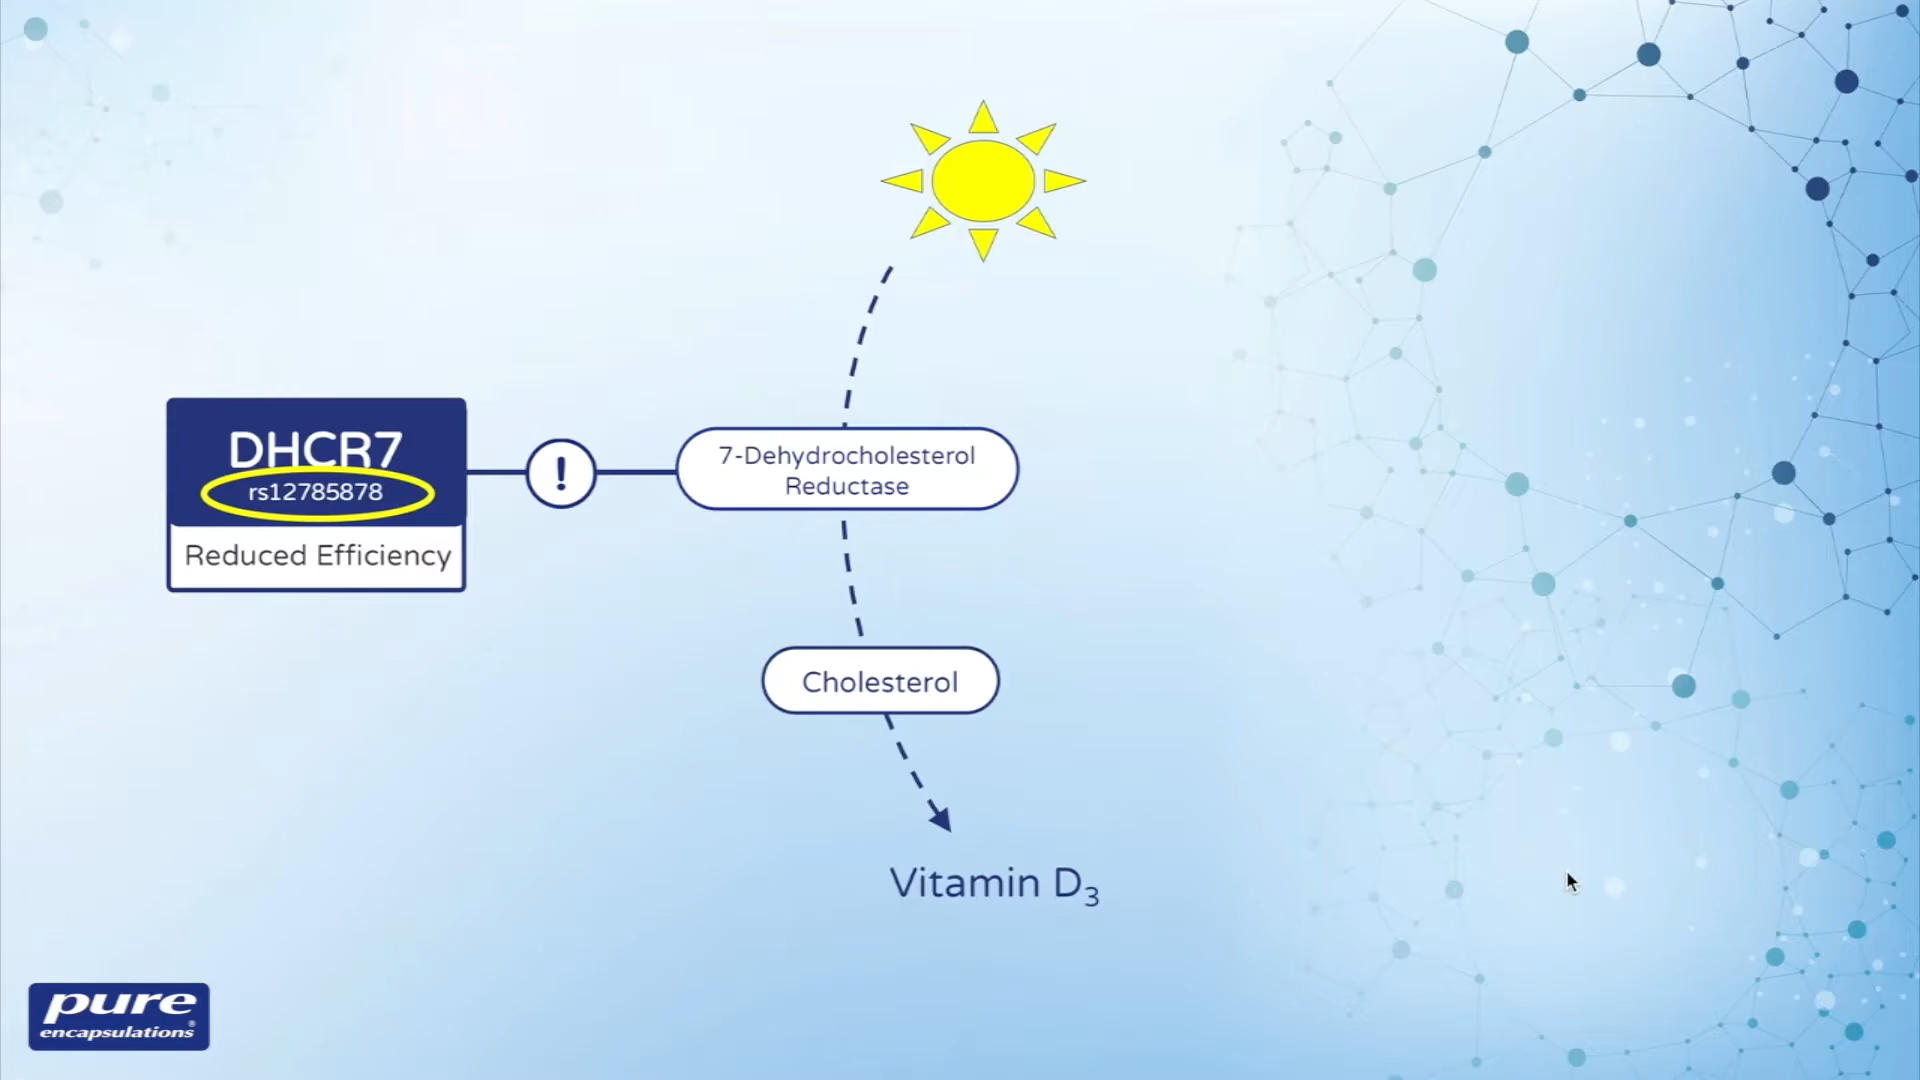 DHCR7
rs12785878
Reduced Efficiency
!
7-Dehydrocholesterol
Reductase
Cholesterol
Vitamin D₃
pure
encapsulations®